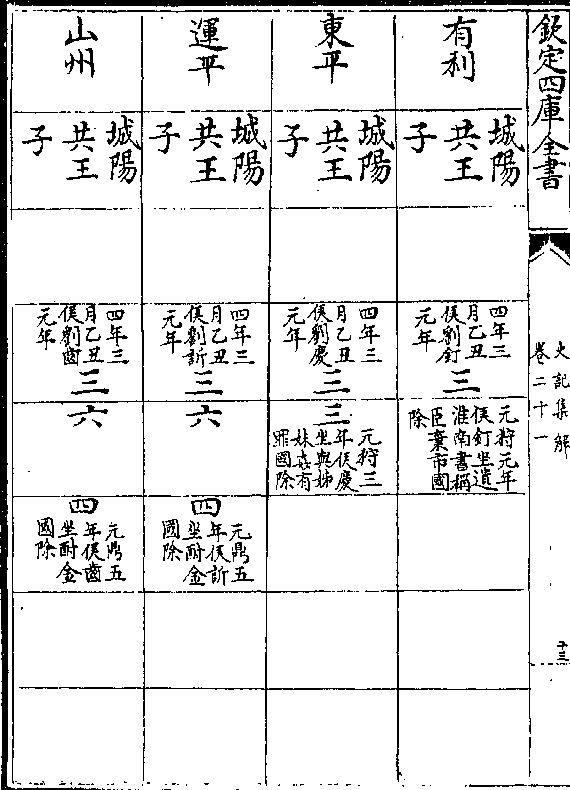 欽定四庫全書
史記集解
卷二十一
十三
有利
城陽
共王
子
四年三
月乙丑
侯劉釘
元年
三
元狩元年
侯釘坐遺
淮南書稱
臣棄市國
除
東平
城陽
共王
子
四年三
月乙丑
侯劉慶
元年
三
三
元狩三
年侯慶
坐與姊
妹姦有
罪國除
運平
城陽
共王
子
四年三
月乙丑
侯劉訢
元年
三
六
四
元鼎五
年侯訢
坐酎金
國除
山州
城陽
共王
子
四年三
月乙丑
侯劉齒
元年
三
六
四
元鼎五
年侯齒
坐酎金
國除